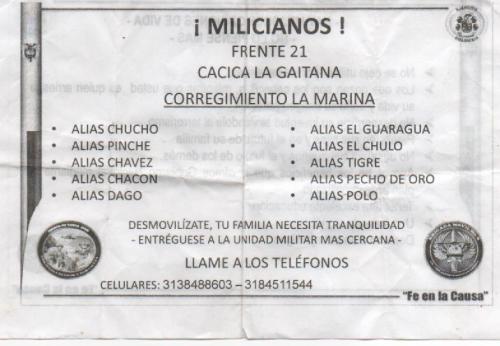 ¡ MILICIANOS !
FRENTE 21
CACICA LA GAITANA
CORREGIMIENTO LA MARINA
• ALIAS CHUCHO
• ALIAS PINCHE
• ALIAS CHAVEZ
• ALIAS CHACON
• ALIAS DAGO
• ALIAS EL GUARAGUA
• ALIAS EL CHULO
• ALIAS TIGRE
• ALIAS PECHO DE ORO
• ALIAS POLO
DESMOVILÍZATE, TU FAMILIA NECESITA TRANQUILIDAD
- ENTRÉGUESE A LA UNIDAD MILITAR MAS CERCANA -
LLAME A LOS TELÉFONOS
CELULARES: 3138488603 – 3184511544
"Fe en la Causa"